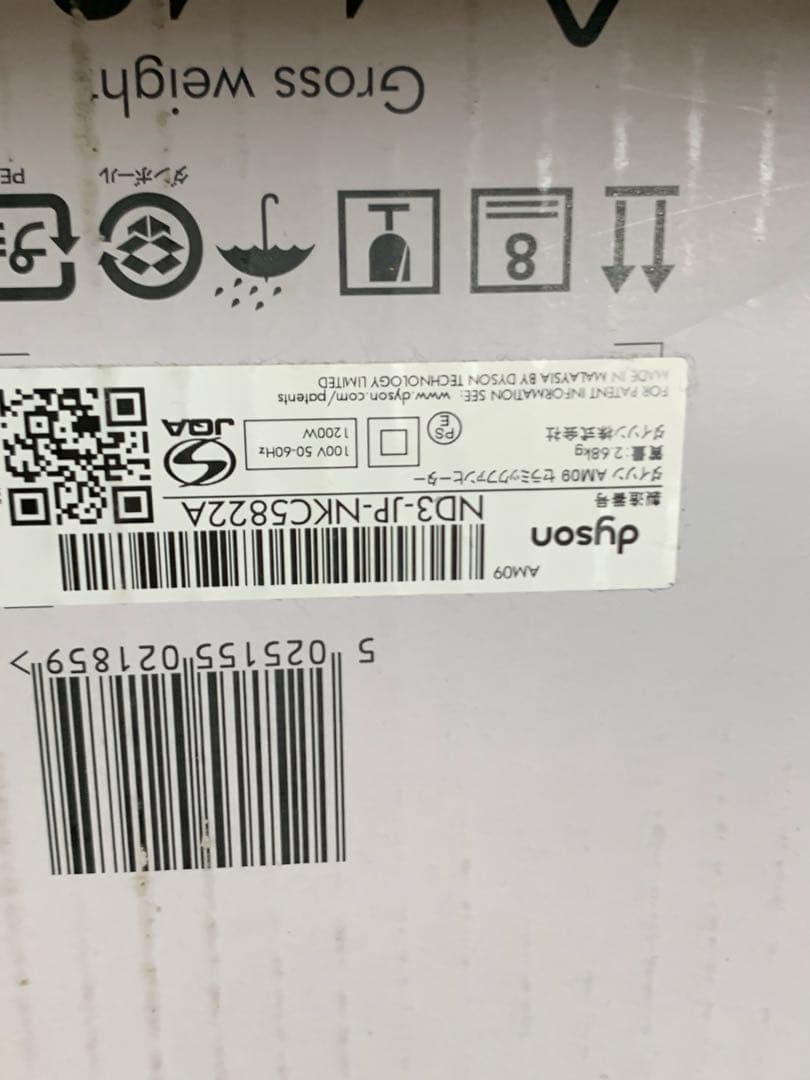 5 025155 021859 >
AM09
dyson
製造番号 ND3-JP-NKC5822A
ダイソン AM09 セラミックファンヒーター
質量:2.68kg
ダイソン株式会社
PS
E
100V 50-60Hz
1200W
JQA
FOR PATENT INFORMATION SEE: www.dyson.com/patents
MADE IN MALAYSIA BY DYSON TECHNOLOGY LIMITED
8
ダンボール
PE
Gross weigh